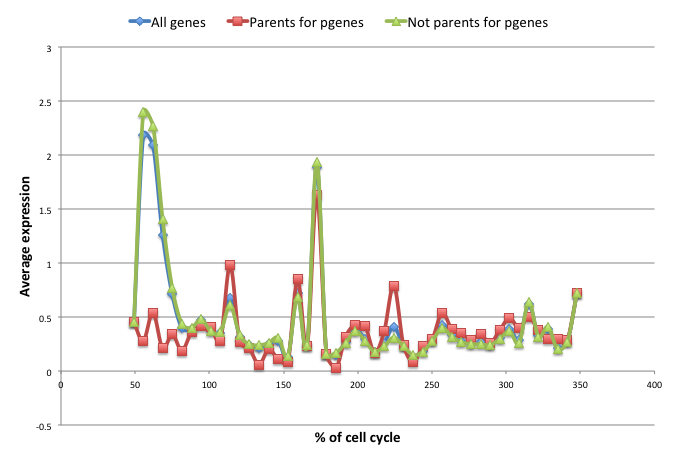 All genes Parents for pgenes Not parents for pgenes
3
2.5
2
1.5
1
0.5
0
-0.5
0 50 100 150 200 250 300 350 400
Average expression
% of cell cycle